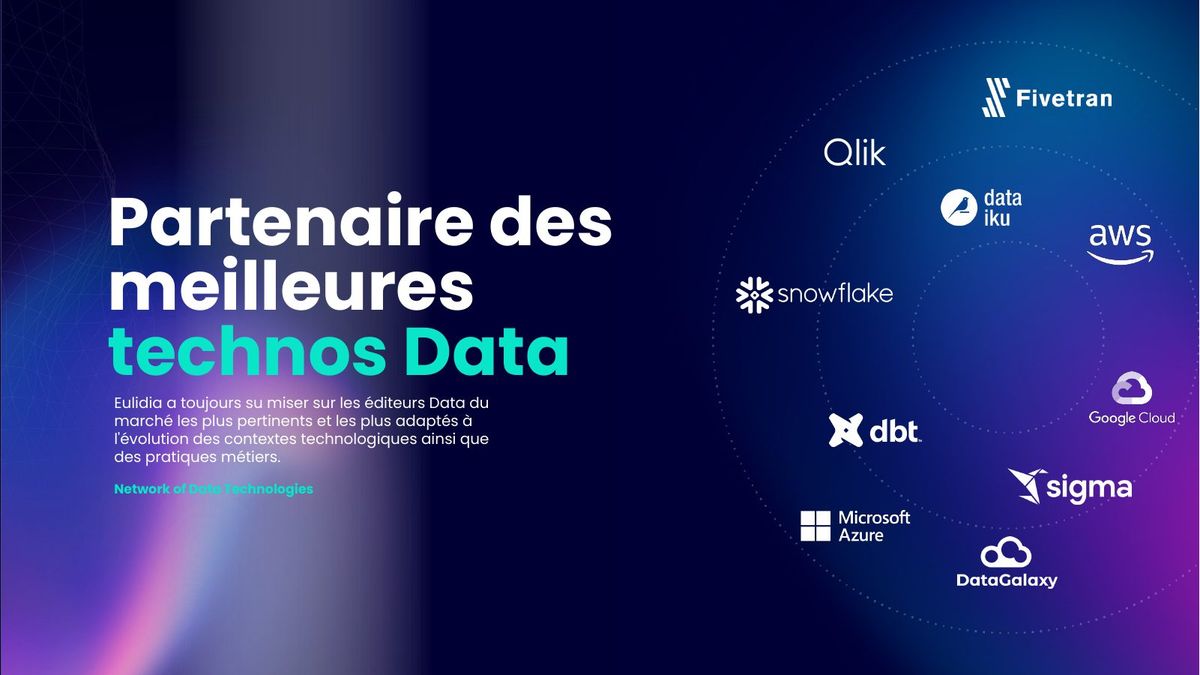 Partenaire des
meilleures
technos Data
Eulidia a toujours su miser sur les éditeurs Data du
marché les plus pertinents et les plus adaptés à
l'évolution des contextes technologiques ainsi que
des pratiques métiers.
Network of Data Technologies
Fivetran
Qlik
data
iku
aws
snowflake
Google Cloud
dbt
sigma
Microsoft
Azure
DataGalaxy